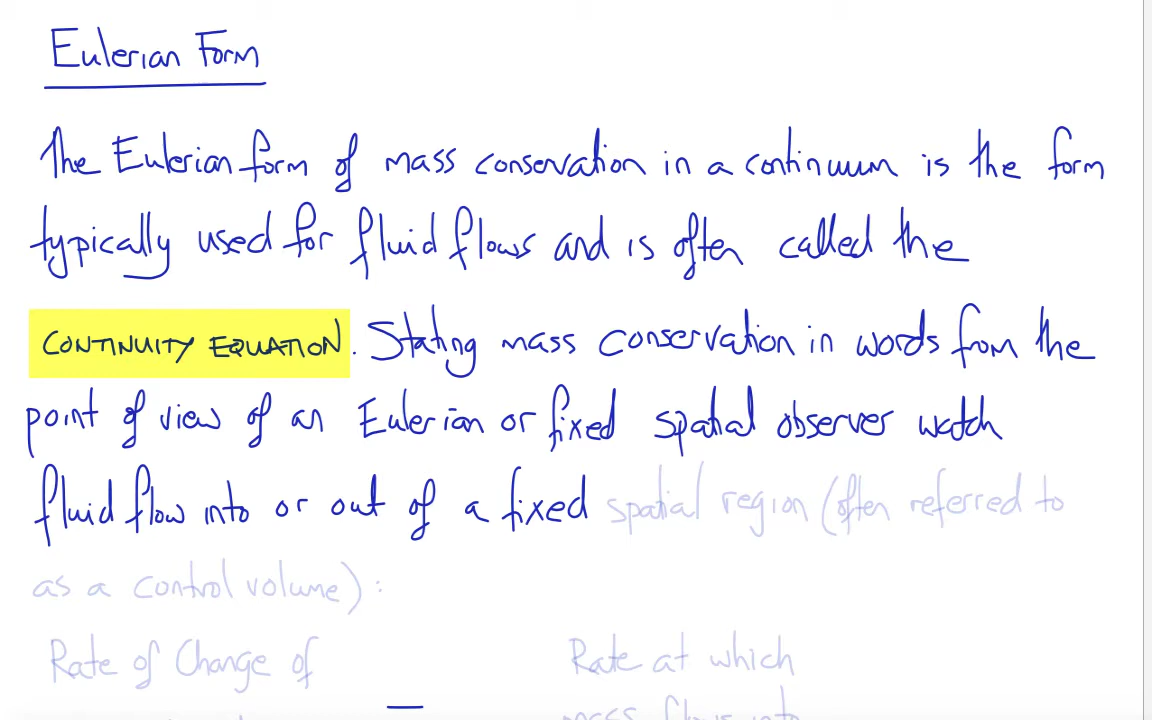 Eulerian Form
The Eulerian form of mass conservation in a continuum is the form
typically used for fluid flows and is often called the
CONTINUITY EQUATION. Stating mass conservation in words from the
point of view of an Eulerian or fixed spatial observer watch
fluid flow into or out of a fixed spatial region (often referred to
as a control volume):
Rate of Change of Rate at which
mass flows into